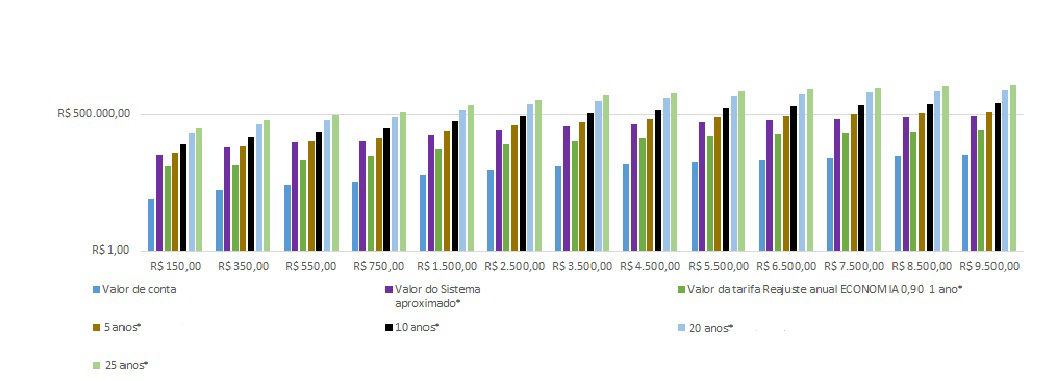 R$ 500.000,00
R$ 1,00
R$ 150,00 R$ 350,00 R$ 550,00 R$ 750,00 R$ 1.500,00 R$ 2.500,00 R$ 3.500,00 R$ 4.500,00 R$ 5.500,00 R$ 6.500,00 R$ 7.500,00 R$ 8.500,00 R$ 9.500,00
Valor de conta
Valor do Sistema
aproximado*
Valor da tarifa Reajuste anual ECONOMIA 0,90 1 ano*
5 anos*
10 anos*
20 anos*
25 anos*